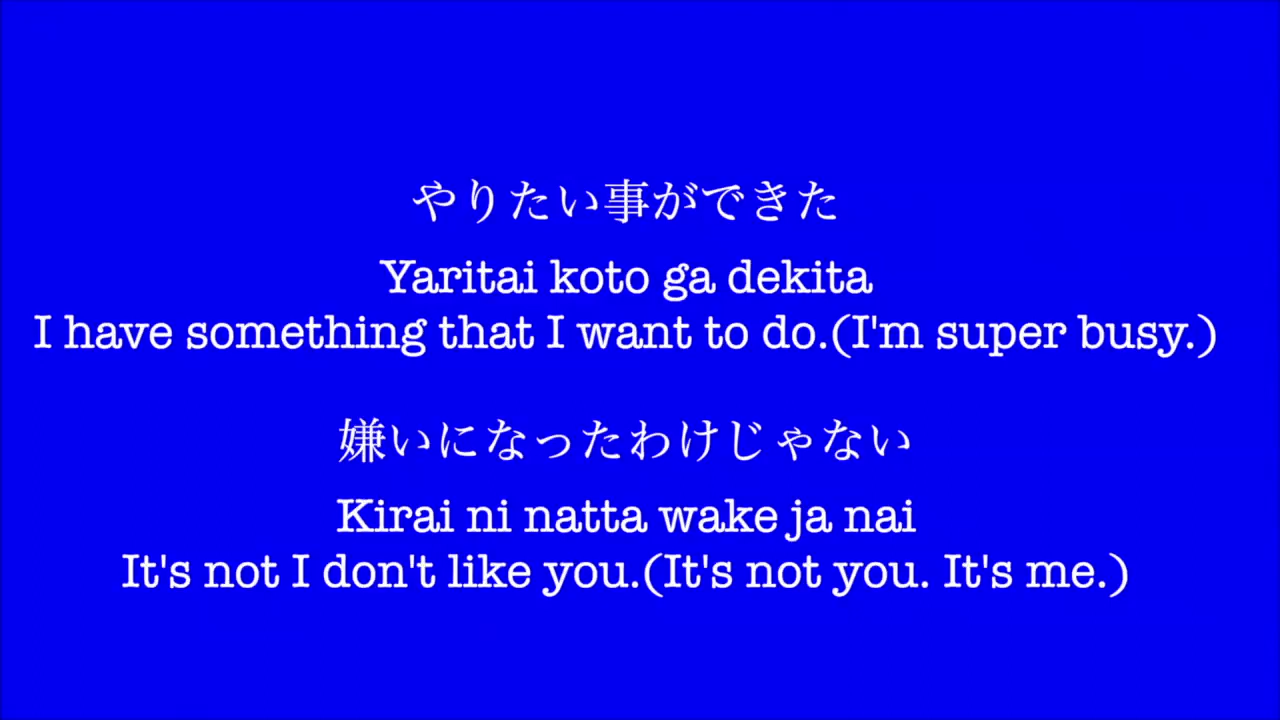 やりたい事ができた
Yaritai koto ga dekita
I have something that I want to do.(I'm super busy.)
嫌いになったわけじゃない
Kirai ni natta wake ja nai
It's not I don't like you.(It's not you. It's me.)